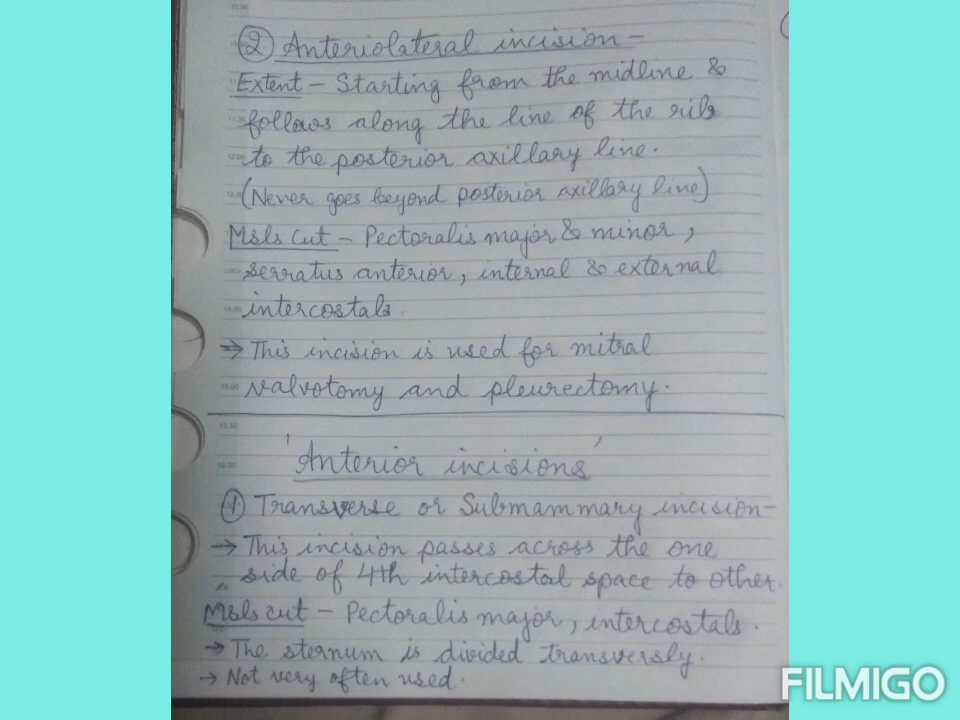 ② Anteriolateral incision –
Extent – Starting from the midline &
follows along the line of the rib
to the posterior axillary line.
(Never goes beyond posterior axillary line)
Msls cut – Pectoralis major & minor,
serratus anterior, internal & external
intercostals.
→ This incision is used for mitral
valvotomy and pleurectomy.
'Anterior incisions'
① Transverse or Submammary incision –
→ This incision passes across the one
side of 4th intercostal space to other.
Msls cut – Pectoralis major, intercostals.
→ The sternum is divided transversly.
→ Not very often used.
FILMIGO